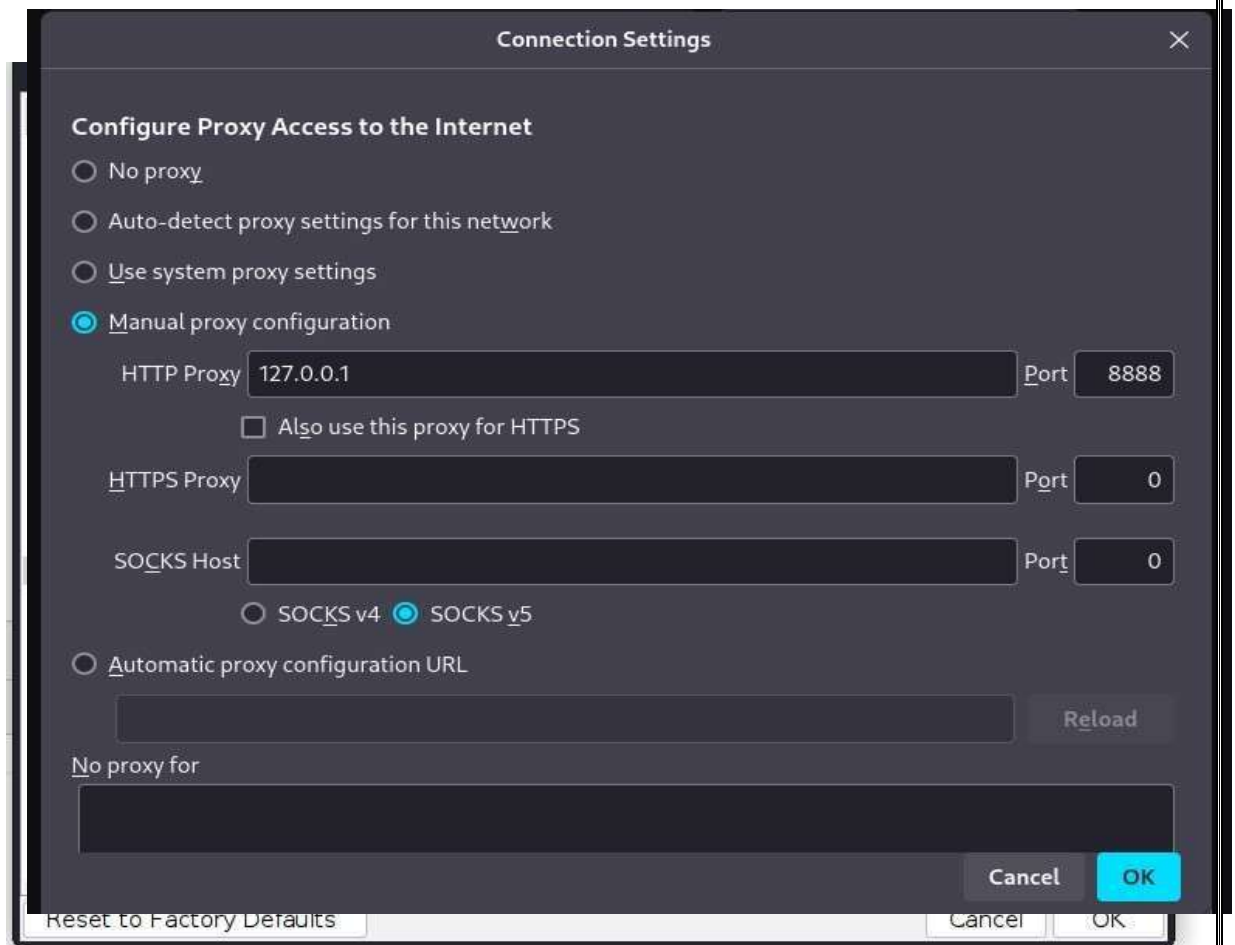 Connection Settings
Configure Proxy Access to the Internet
No proxy
Auto-detect proxy settings for this network
Use system proxy settings
Manual proxy configuration
HTTP Proxy 127.0.0.1 Port 8888
Also use this proxy for HTTPS
HTTPS Proxy Port 0
SOCKS Host Port 0
SOCKS v4 SOCKS v5
Automatic proxy configuration URL
Reload
No proxy for
Cancel OK
Reset to Factory Defaults Cancel OK